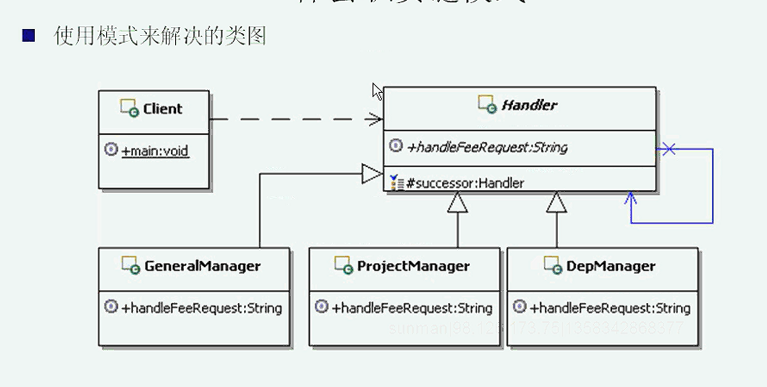 使用模式来解决的类图
Client
+main:void
Handler
+handleFeeRequest:String
#successor:Handler
GeneralManager
+handleFeeRequest:String
ProjectManager
+handleFeeRequest:String
DepManager
+handleFeeRequest:String